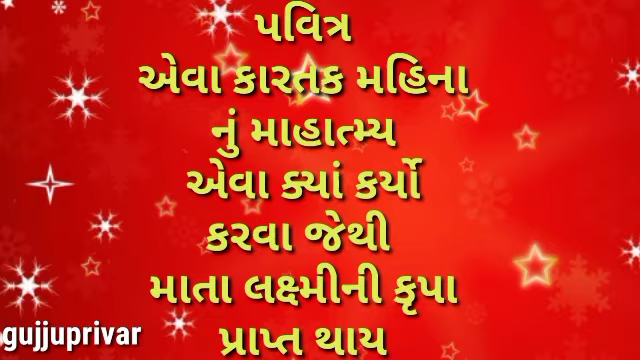 પવિત્ર
એવા કારતક મહિના
નું માહાત્મ્ય
એવા ક્યાં કર્યો
કરવા જેથી
માતા લક્ષ્મીની કૃપા
પ્રાપ્ત થાય
gujjuprivar